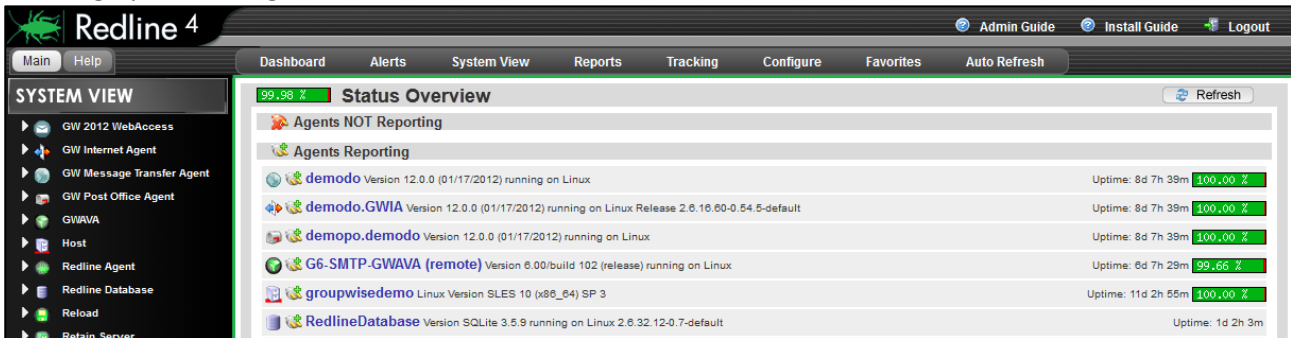 Redline 4
Admin Guide Install Guide Logout
Main Help
Dashboard Alerts System View Reports Tracking Configure Favorites Auto Refresh
SYSTEM VIEW
GW 2012 WebAccess
GW Internet Agent
GW Message Transfer Agent
GW Post Office Agent
GWAVA
Host
Redline Agent
Redline Database
Reload
Retain Server
99.98 % Status Overview Refresh
Agents NOT Reporting
Agents Reporting
demodo Version 12.0.0 (01/17/2012) running on Linux Uptime: 8d 7h 39m 100.00 %
demodo.GWIA Version 12.0.0 (01/17/2012) running on Linux Release 2.6.16.60-0.54.5-default Uptime: 8d 7h 39m 100.00 %
demopo.demodo Version 12.0.0 (01/17/2012) running on Linux Uptime: 8d 7h 39m 100.00 %
G6-SMTP-GWAVA (remote) Version 6.00/build 102 (release) running on Linux Uptime: 6d 7h 29m 99.66 %
groupwisedemo Linux Version SLES 10 (x86_64) SP 3 Uptime: 11d 2h 55m 100.00 %
RedlineDatabase Version SQLite 3.5.9 running on Linux 2.6.32.12-0.7-default Uptime: 1d 2h 3m